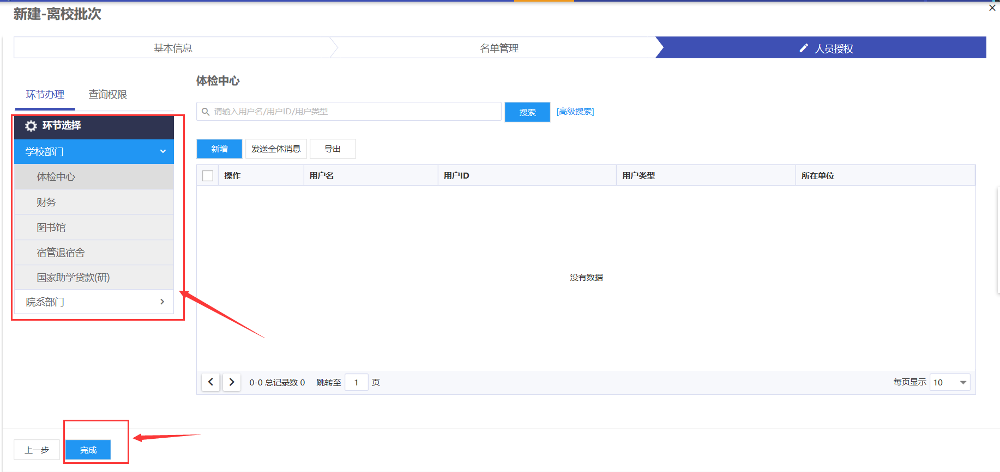 新建-离校批次
基本信息
名单管理
人员授权
环节办理 查询权限
环节选择
学校部门
体检中心
财务
图书馆
宿管退宿舍
国家助学贷款(研)
院系部门
体检中心
请输入用户名/用户ID/用户类型
搜索
[高级搜索]
新增 发送全体消息 导出
操作 用户名 用户ID 用户类型 所在单位
没有数据
0-0 总记录数 0 跳转至 1 页
每页显示 10
上一步 完成